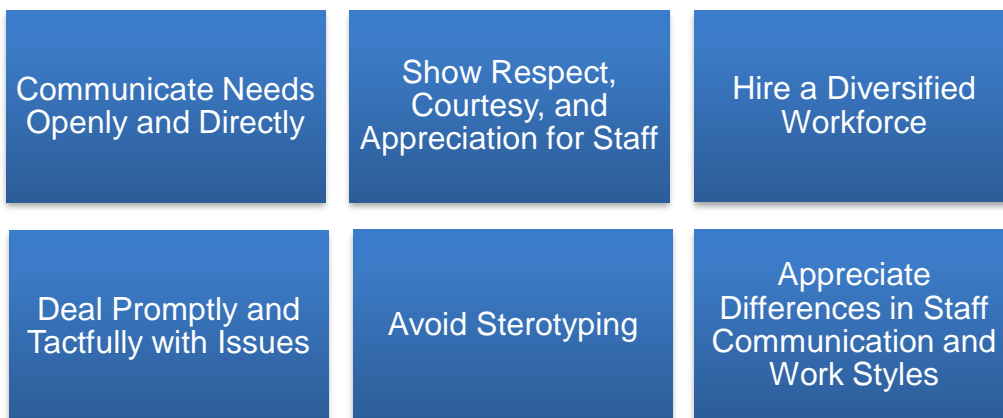 Communicate Needs
Openly and Directly
Show Respect,
Courtesy, and
Appreciation for Staff
Hire a Diversified
Workforce
Deal Promptly and
Tactfully with Issues
Avoid Sterotyping
Appreciate
Differences in Staff
Communication and
Work Styles